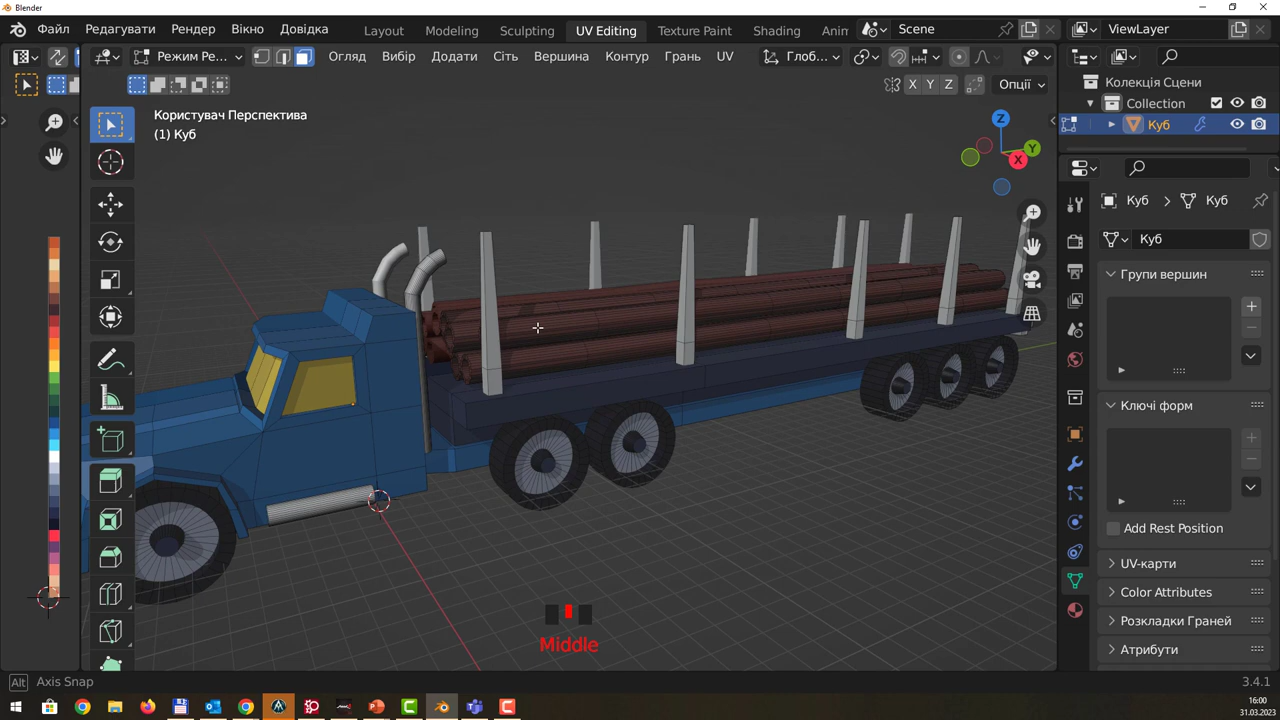 Blender
Файл Редагувати Рендер Вікно Довідка Layout Modeling Sculpting UV Editing Texture Paint Shading Anim Scene ViewLayer
Режим Ре... Огляд Вибір Додати Сіть Вершина Контур Грань UV Глоб...
X Y Z Опції
Користувач Перспектива
(1) Куб
Z
Y
X
Колекція Сцени
Collection
Куб
Куб > Куб
Куб
Групи вершин
Ключі форм
Add Rest Position
UV-карти
Color Attributes
Розкладки Граней
Атрибути
Middle
Alt Axis Snap
3.4.1
16:00
31.03.2023